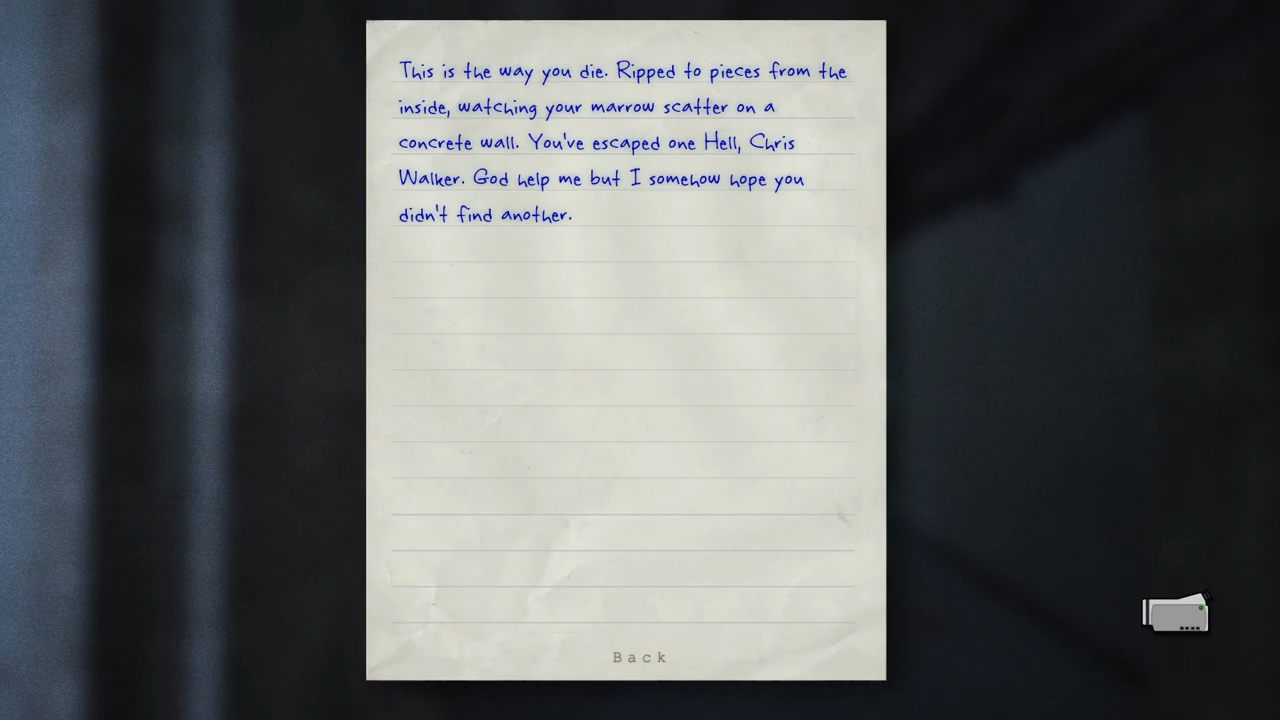 This is the way you die. Ripped to pieces from the
inside, watching your marrow scatter on a
concrete wall. You've escaped one Hell, Chris
Walker. God help me but I somehow hope you
didn't find another.
Back